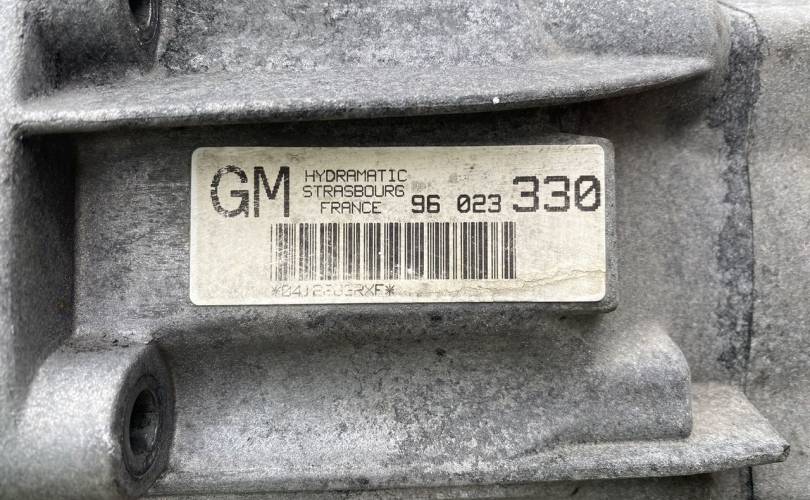 GM
HYDRAMATIC
STRASBOURG
FRANCE 96 023 330